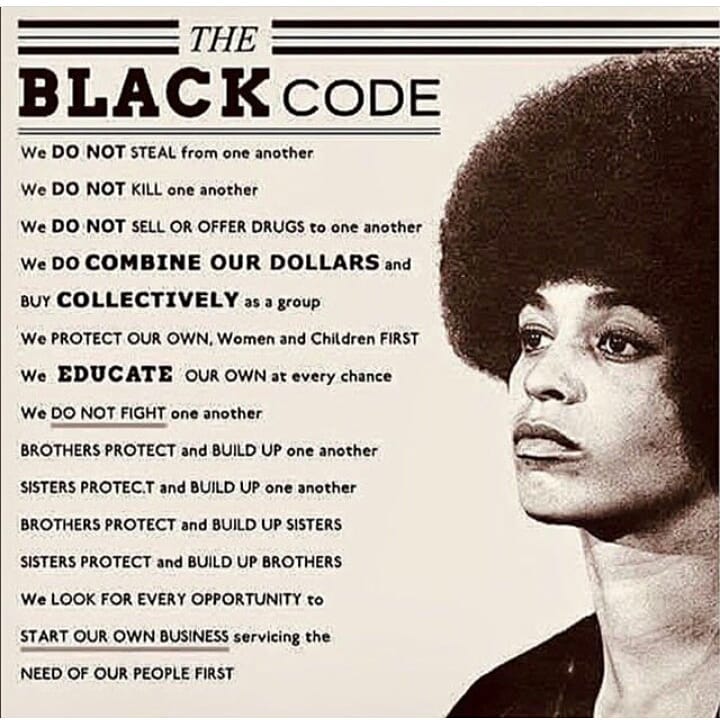 THE
BLACK CODE
We DO NOT STEAL from one another
We DO NOT KILL one another
We DO NOT SELL OR OFFER DRUGS to one another
We DO COMBINE OUR DOLLARS and
BUY COLLECTIVELY as a group
We PROTECT OUR OWN, Women and Children FIRST
We EDUCATE OUR OWN at every chance
We DO NOT FIGHT one another
BROTHERS PROTECT and BUILD UP one another
SISTERS PROTEC.T and BUILD UP one another
BROTHERS PROTECT and BUILD UP SISTERS
SISTERS PROTECT and BUILD UP BROTHERS
We LOOK FOR EVERY OPPORTUNITY to
START OUR OWN BUSINESS servicing the
NEED OF OUR PEOPLE FIRST